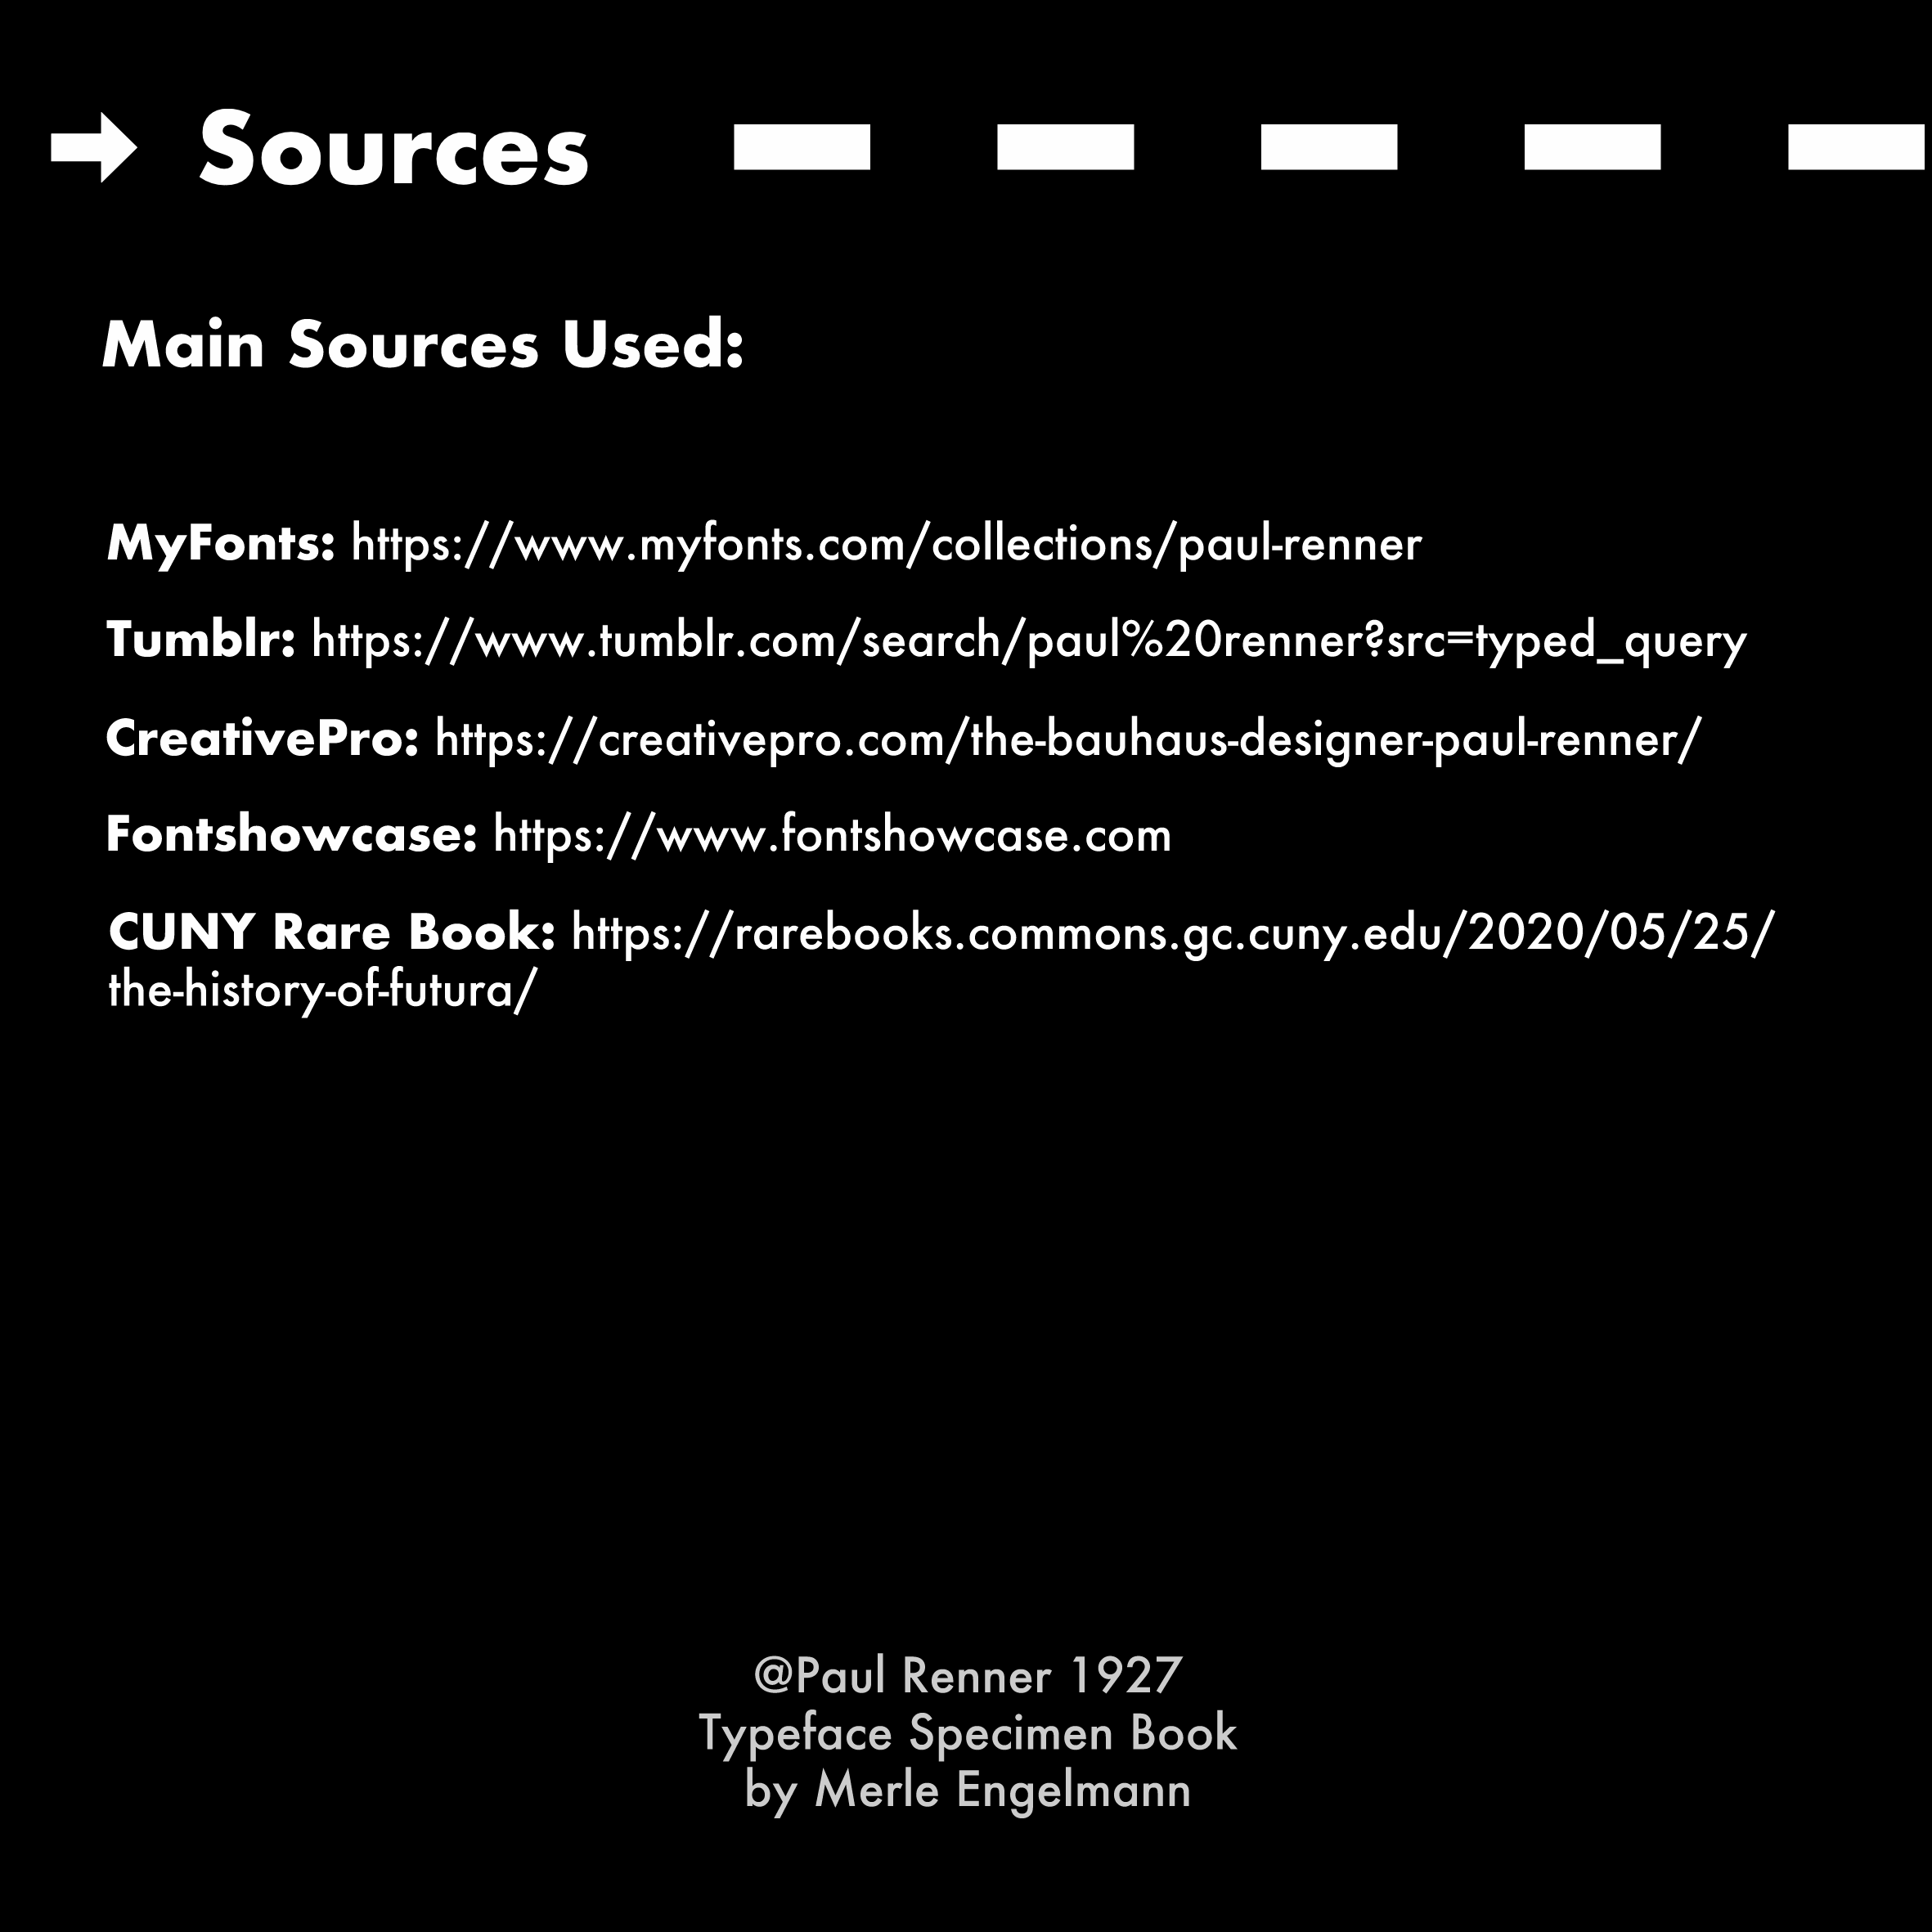 Sources
Main Sources Used:
MyFonts: https://www.myfonts.com/collections/paul-renner
Tumblr: https://www.tumblr.com/search/paul%20renner?src=typed_query
CreativePro: https://creativepro.com/the-bauhaus-designer-paul-renner/
Fontshowcase: https://www.fontshowcase.com
CUNY Rare Book: https://rarebooks.commons.gc.cuny.edu/2020/05/25/
the-history-of-futura/
@Paul Renner 1927
Typeface Specimen Book
by Merle Engelmann